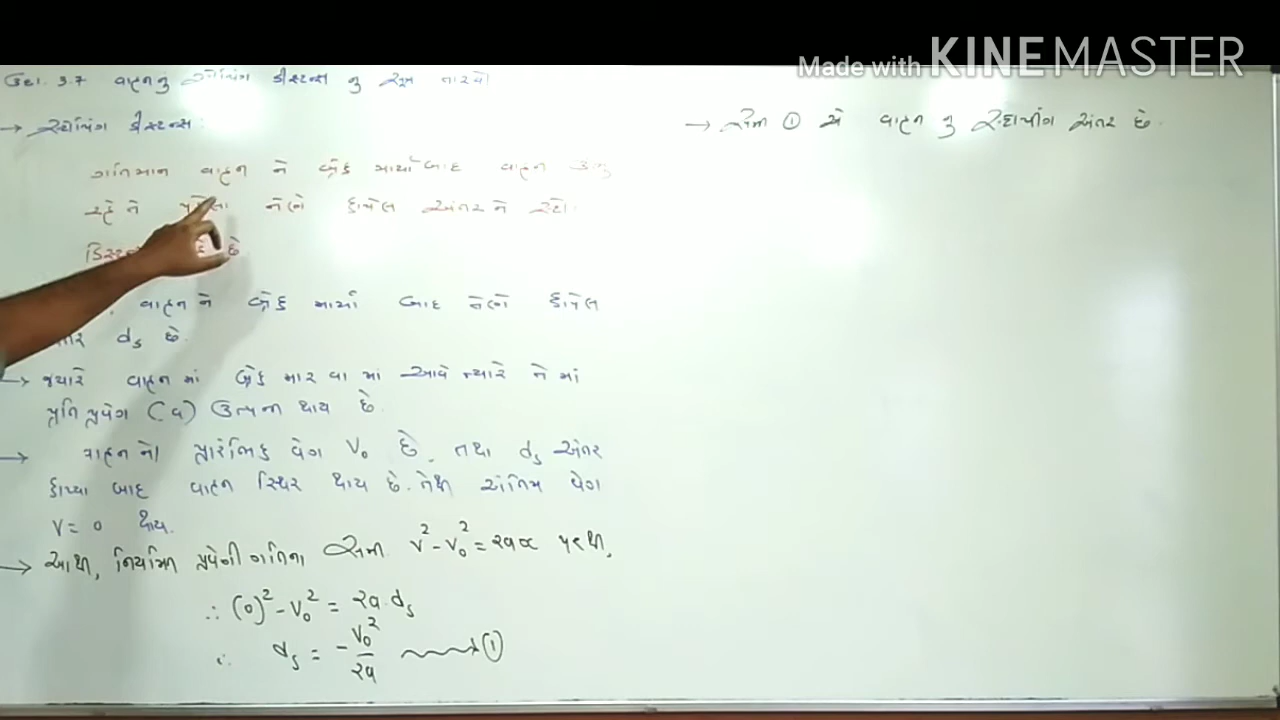 Made with KINEMASTER
ઉદા. 3.7 વાહનનું સ્ટોપિંગ ડીસ્ટન્સ નુ સૂત્ર તારવો
→ સ્ટોપિંગ ડીસ્ટન્સ :
ગતિમાન વાહન ને બ્રેક માર્યા બાદ વાહન ઉભુ
રહે તે પહેલા તેણે કાપેલ અંતર ને સ્ટોપિંગ
છે
વાહન ને બ્રેક માર્યા બાદ તેણે કાપેલ
dₛ છે.
→ જ્યારે વાહન માં બ્રેક મારવા માં આવે ત્યારે તે માં
પ્રતિપ્રવેગ (a) ઉત્પન્ન થાય છે.
→ વાહન નો પ્રારંભિક વેગ v₀ છે. તથા dₛ અંતર
કાપ્યા બાદ વાહન સ્થિર થાય છે. તેથી અંતિમ વેગ
v = 0 થાય.
→ આથી, નિયમિત પ્રવેગી ગતિના સમી. v² - v₀² = 2ax પરથી,
∴ (0)² - v₀² = 2a.dₛ
∴ dₛ = - v₀²/2a ⟶ ①
→ સમી ① એ વાહન નુ સ્ટોપીંગ અંતર છે.